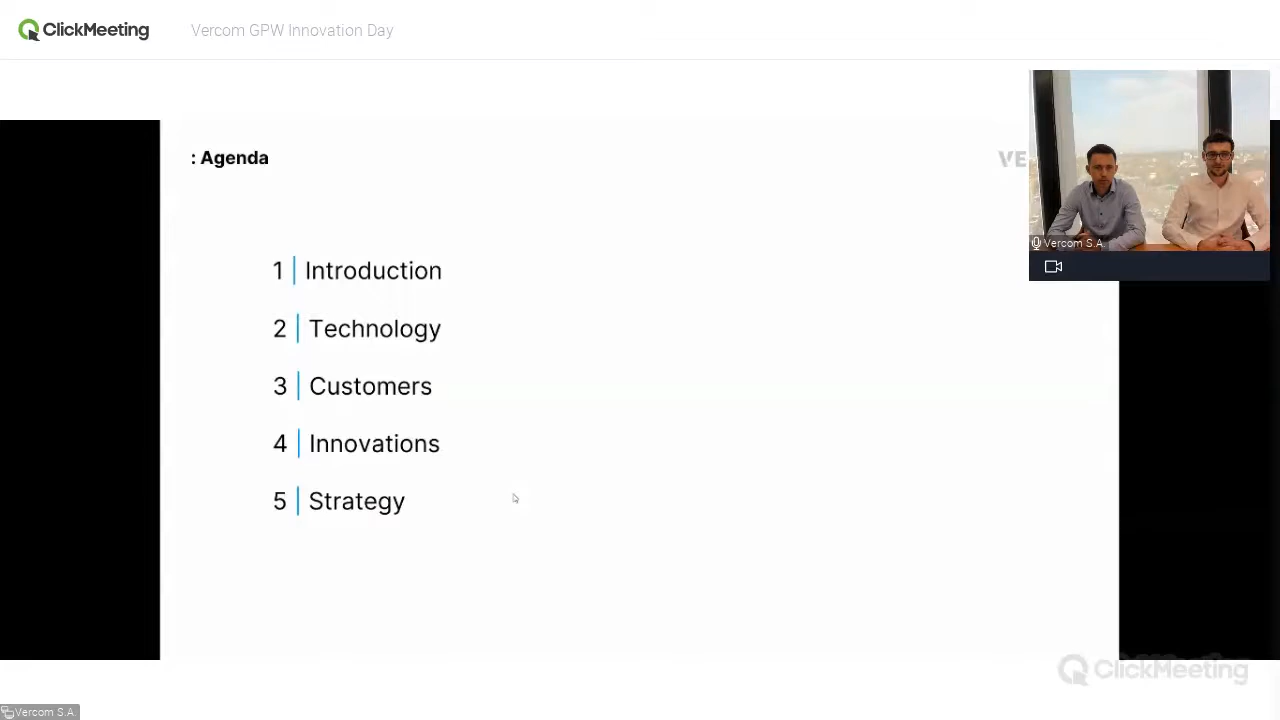 ClickMeeting
Vercom GPW Innovation Day
: Agenda
VE
Vercom S.A.
1 | Introduction
2 | Technology
3 | Customers
4 | Innovations
5 | Strategy
ClickMeeting
Vercom S.A.